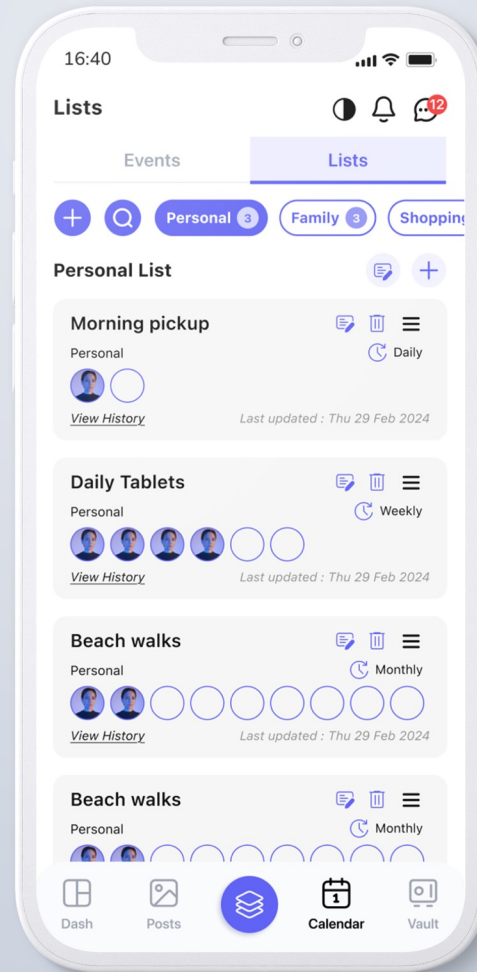 16:40
Lists
12
Events Lists
Personal 3 Family 3 Shopping
Personal List
Morning pickup
Personal Daily
View History Last updated : Thu 29 Feb 2024
Daily Tablets
Personal Weekly
View History Last updated : Thu 29 Feb 2024
Beach walks
Personal Monthly
View History Last updated : Thu 29 Feb 2024
Beach walks
Personal Monthly
1
Dash Posts Calendar Vault